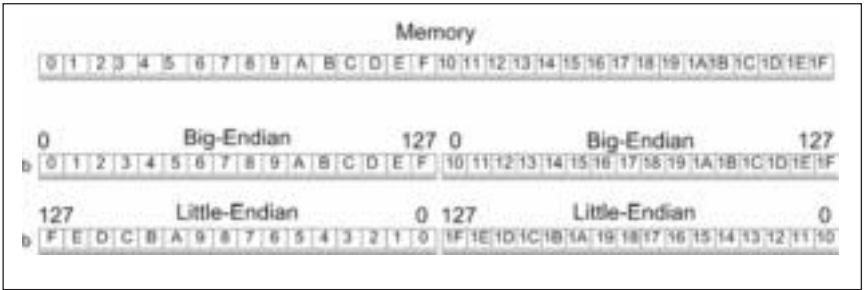 Memory
0 1 2 3 4 5 6 7 8 9 A B C D E F 10 11 12 13 14 15 16 17 18 19 1A 1B 1C 1D 1E 1F
0 Big-Endian 127 0 Big-Endian 127
b 0 1 2 3 4 5 6 7 8 9 A B C D E F 10 11 12 13 14 15 16 17 18 19 1A 1B 1C 1D 1E 1F
127 Little-Endian 0 127 Little-Endian 0
b F E D C B A 9 8 7 6 5 4 3 2 1 0 1F 1E 1D 1C 1B 1A 19 18 17 16 15 14 13 12 11 10